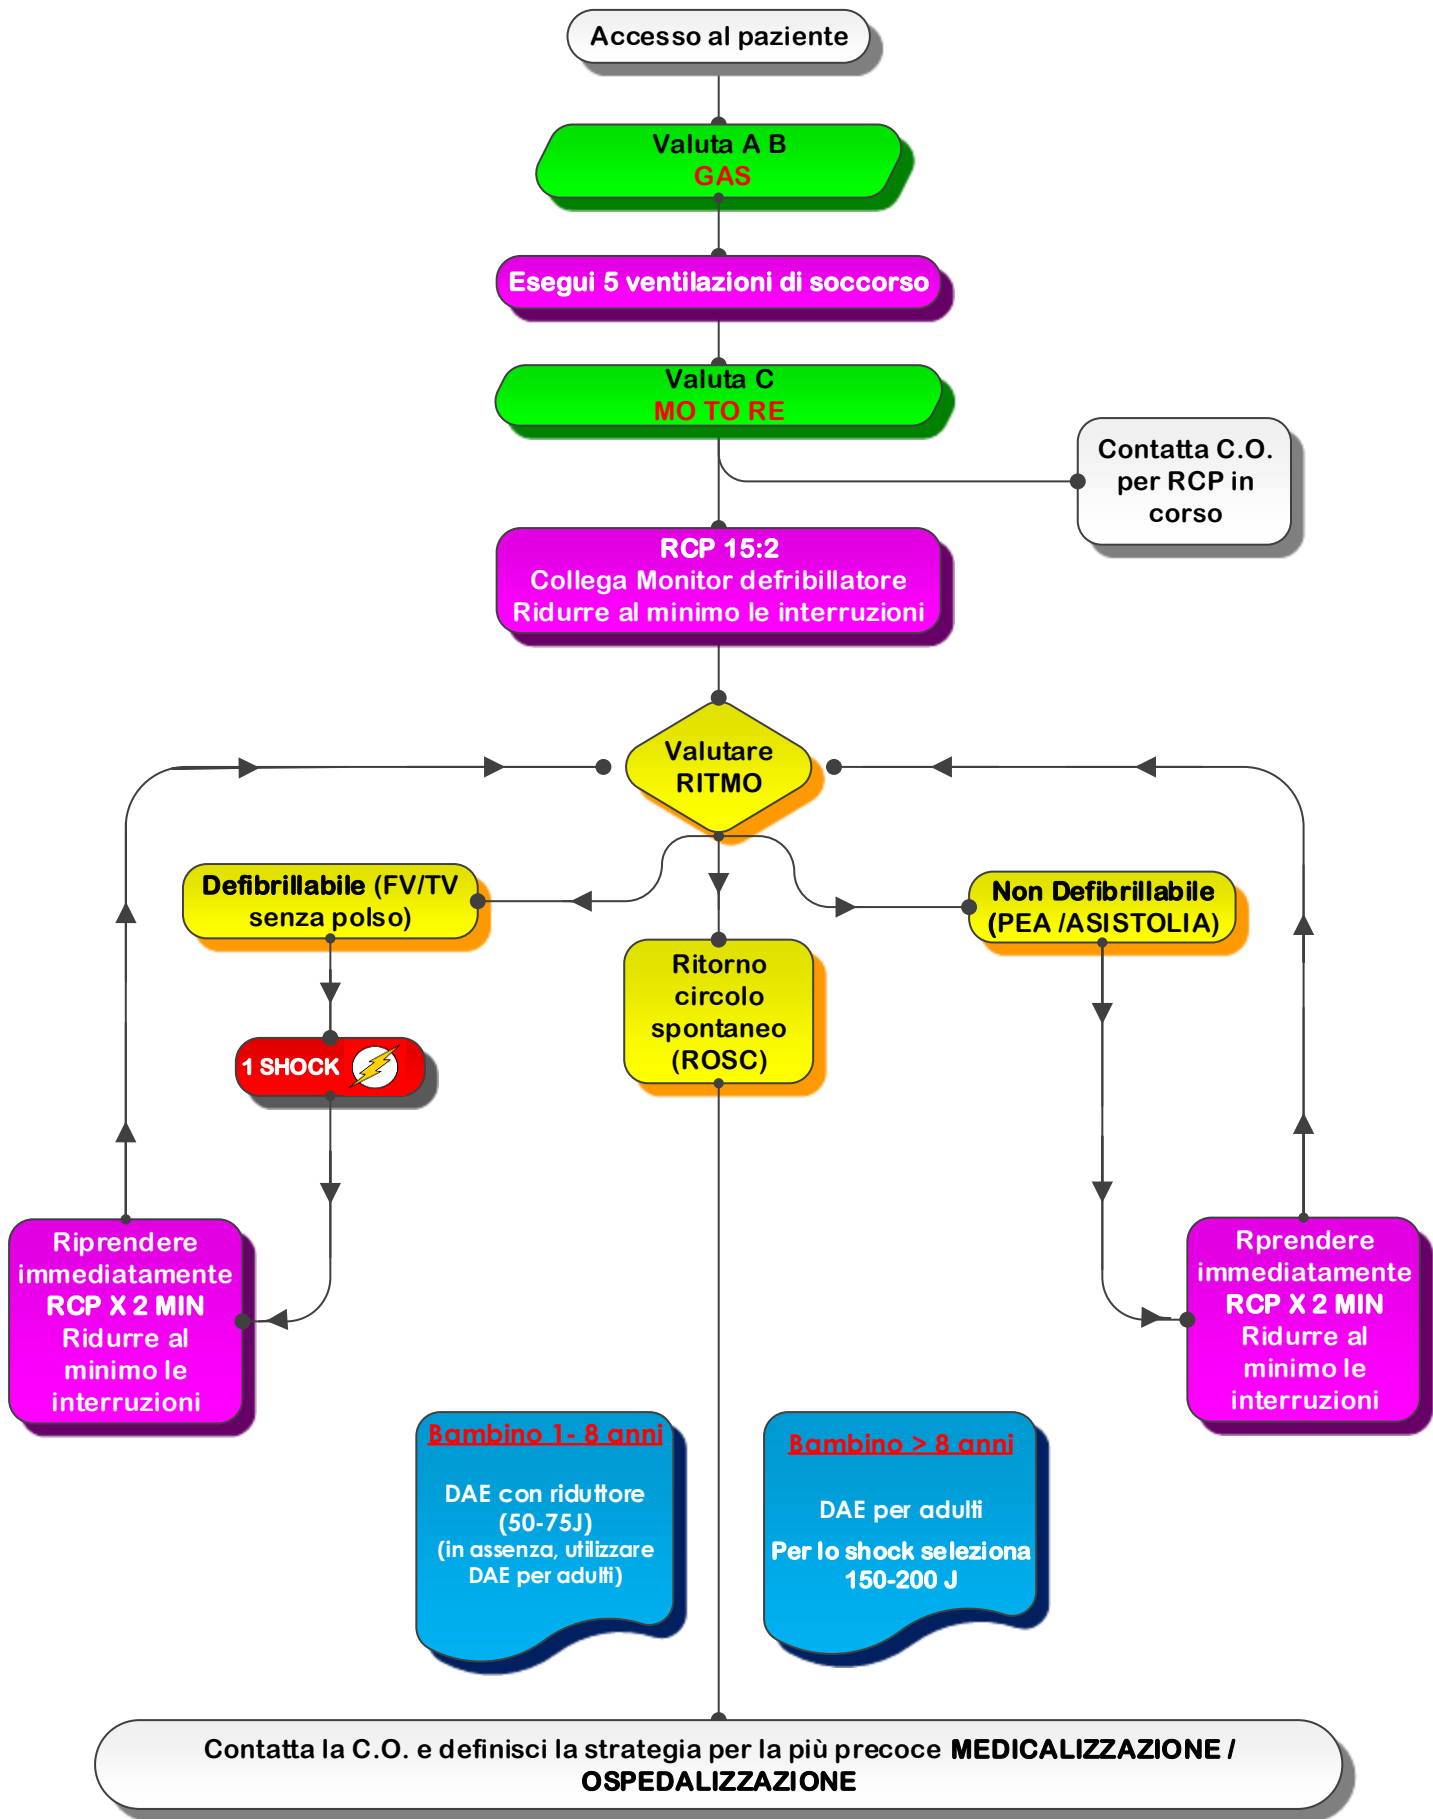 Accesso al paziente
Valuta A B
GAS
Esegui 5 ventilazioni di soccorso
Valuta C
MO TO RE
Contatta C.O.
per RCP in
corso
RCP 15:2
Collega Monitor defribillatore
Ridurre al minimo le interruzioni
Valutare
RITMO
Defibrillabile (FV/TV
senza polso)
Non Defibrillabile
(PEA /ASISTOLIA)
Ritorno
circolo
spontaneo
(ROSC)
1 SHOCK
Riprendere
immediatamente
RCP X 2 MIN
Ridurre al
minimo le
interruzioni
Rprendere
immediatamente
RCP X 2 MIN
Ridurre al
minimo le
interruzioni
Bambino 1- 8 anni
DAE con riduttore
(50-75J)
(in assenza, utilizzare
DAE per adulti)
Bambino > 8 anni
DAE per adulti
Per lo shock seleziona
150-200 J
Contatta la C.O. e definisci la strategia per la più precoce MEDICALIZZAZIONE /
OSPEDALIZZAZIONE